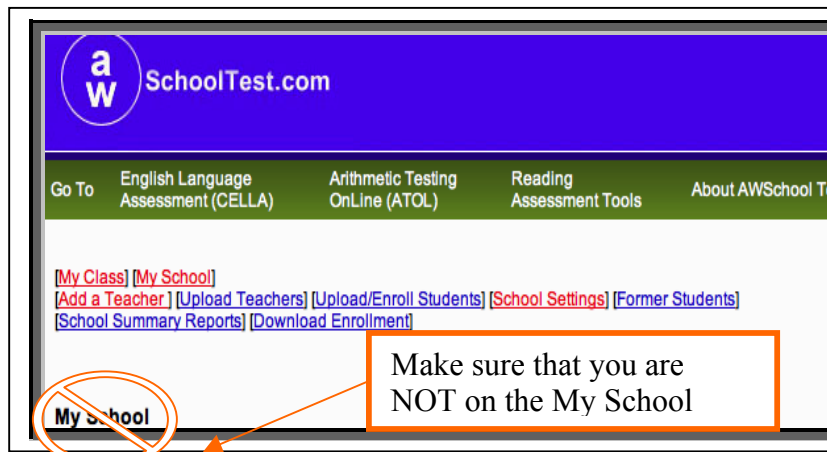 a
w
SchoolTest.com
Go To
English Language
Assessment (CELLA)
Arithmetic Testing
OnLine (ATOL)
Reading
Assessment Tools
About AWSchool
[My Class] [My School]
[Add a Teacher ] [Upload Teachers] [Upload/Enroll Students] [School Settings] [Former Students]
[School Summary Reports] [Download Enrollment]
Make sure that you are
NOT on the My School
My School